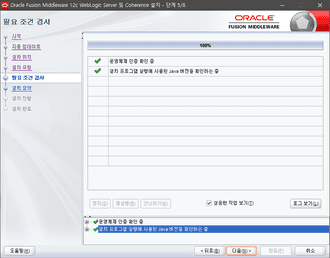 Oracle Fusion Middleware 12c WebLogic Server 및 Coherence 설치 - 단계 5/8
필요 조건 검사
ORACLE
FUSION MIDDLEWARE
시작
자동 업데이트
설치 위치
설치 유형
필요 조건 검사
설치 요약
설치 진행
설치 완료
100%
운영 체제 인증 확인 중
설치 프로그램 실행에 사용된 Java 버전을 확인하는 중
정지(S)
재실행(R)
건너뛰기(K)
성공한 작업 보기(T)
로그 보기(L)
운영 체제 인증 확인 중
설치 프로그램 실행에 사용된 Java 버전을 확인하는 중
도움말(H)
< 뒤로(B)
다음(N) >
완료(F)
취소